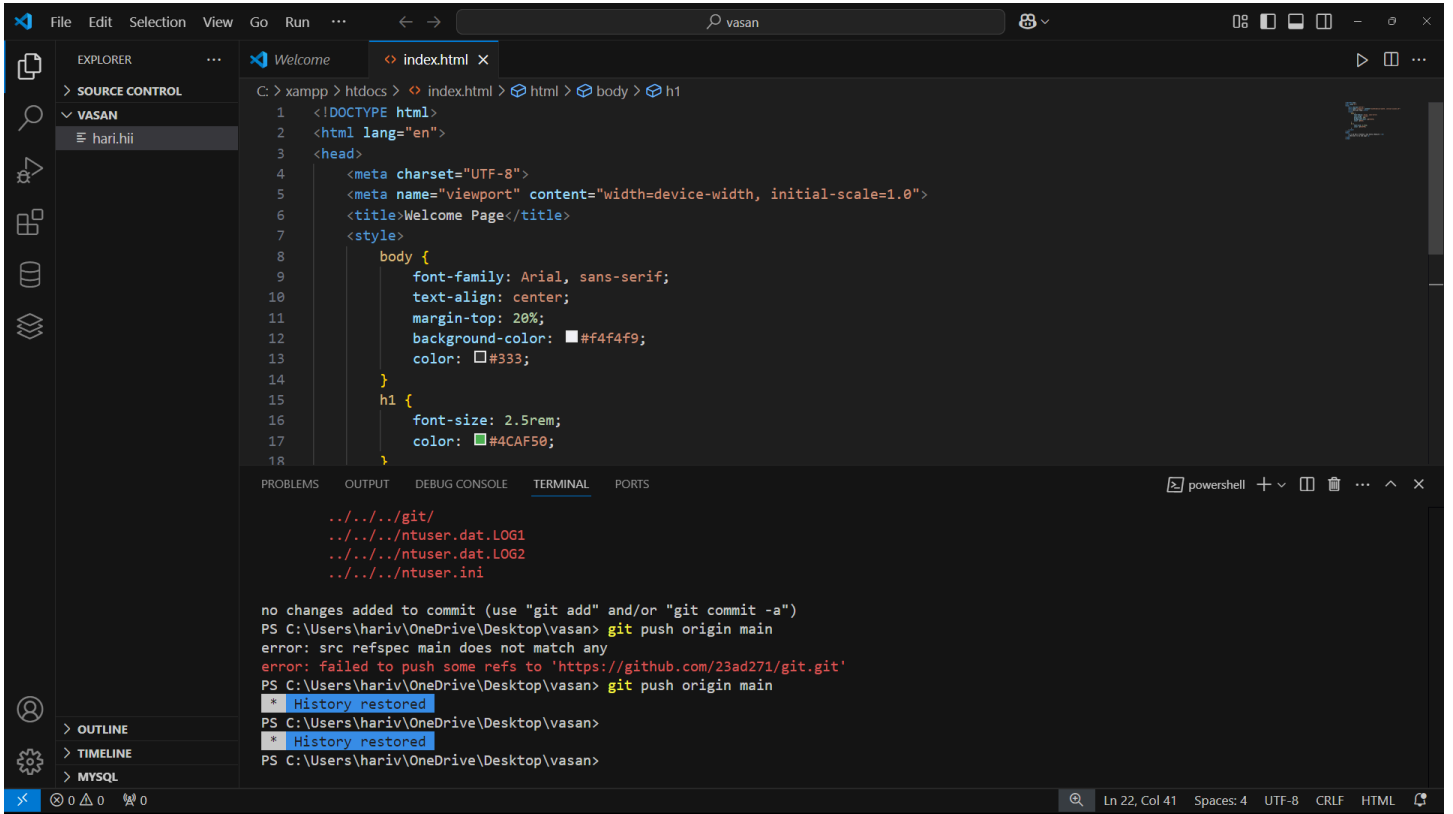 File Edit Selection View Go Run ··· vasan
EXPLORER ···
SOURCE CONTROL
VASAN
hari.hii
OUTLINE
TIMELINE
MYSQL
Welcome index.html
C: > xampp > htdocs > index.html > html > body > h1
1 <!DOCTYPE html>
2 <html lang="en">
3 <head>
4 <meta charset="UTF-8">
5 <meta name="viewport" content="width=device-width, initial-scale=1.0">
6 <title>Welcome Page</title>
7 <style>
8 body {
9 font-family: Arial, sans-serif;
10 text-align: center;
11 margin-top: 20%;
12 background-color: #f4f4f9;
13 color: #333;
14 }
15 h1 {
16 font-size: 2.5rem;
17 color: #4CAF50;
18 }
PROBLEMS OUTPUT DEBUG CONSOLE TERMINAL PORTS powershell
../../../git/
../../../ntuser.dat.LOG1
../../../ntuser.dat.LOG2
../../../ntuser.ini
no changes added to commit (use "git add" and/or "git commit -a")
PS C:\Users\hariv\OneDrive\Desktop\vasan> git push origin main
error: src refspec main does not match any
error: failed to push some refs to 'https://github.com/23ad271/git.git'
PS C:\Users\hariv\OneDrive\Desktop\vasan> git push origin main
* History restored
PS C:\Users\hariv\OneDrive\Desktop\vasan>
* History restored
PS C:\Users\hariv\OneDrive\Desktop\vasan>
0 0 0 Ln 22, Col 41 Spaces: 4 UTF-8 CRLF HTML